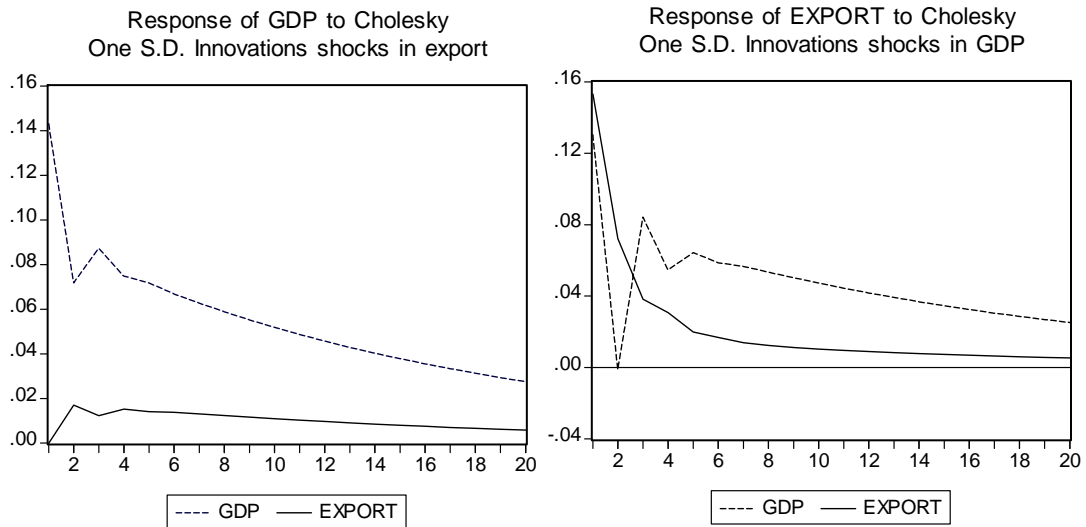 Response of GDP to Cholesky
One S.D. Innovations shocks in export
.16
.14
.12
.10
.08
.06
.04
.02
.00
2 4 6 8 10 12 14 16 18 20
GDP EXPORT
Response of EXPORT to Cholesky
One S.D. Innovations shocks in GDP
.16
.12
.08
.04
.00
-.04
2 4 6 8 10 12 14 16 18 20
GDP EXPORT